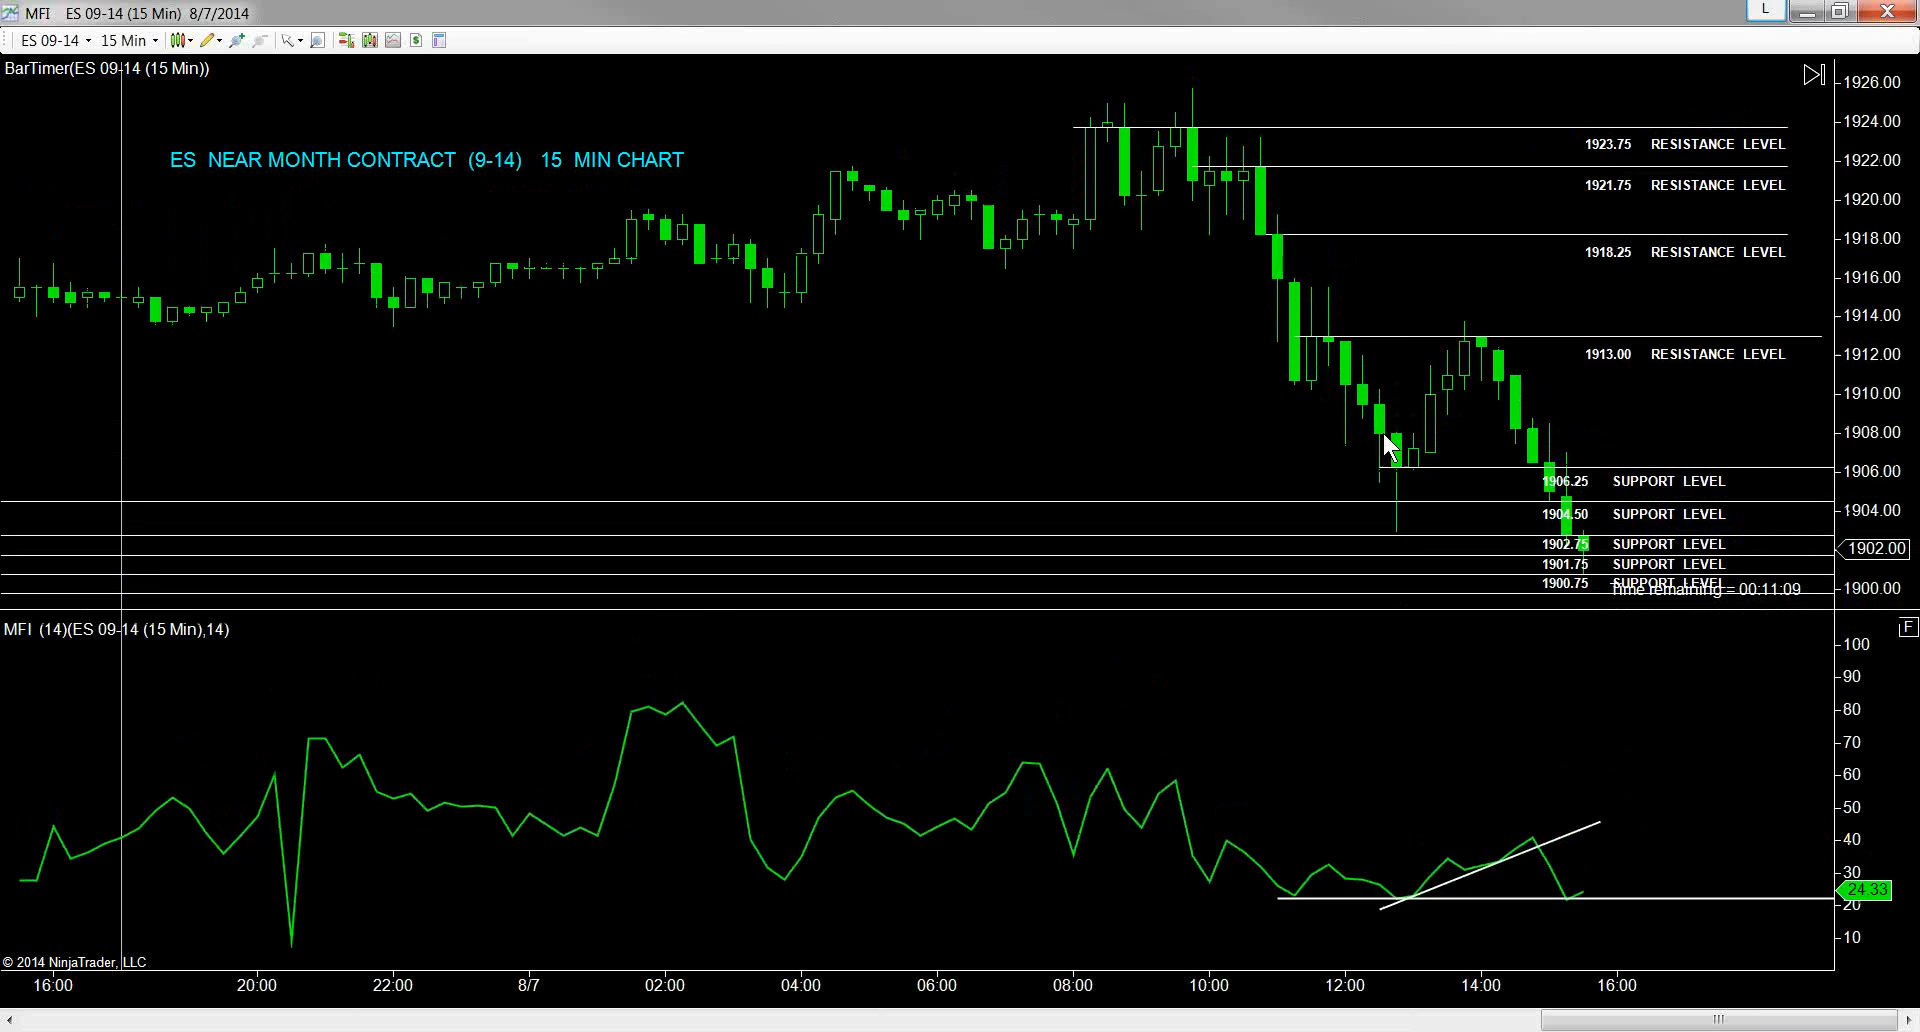 MFI ES 09-14 (15 Min) 8/7/2014
L
ES 09-14 15 Min
BarTimer(ES 09-14 (15 Min))
ES NEAR MONTH CONTRACT (9-14) 15 MIN CHART
1923.75 RESISTANCE LEVEL
1921.75 RESISTANCE LEVEL
1918.25 RESISTANCE LEVEL
1913.00 RESISTANCE LEVEL
1906.25 SUPPORT LEVEL
1904.50 SUPPORT LEVEL
1902.75 SUPPORT LEVEL
1901.75 SUPPORT LEVEL
1900.75 SUPPORT LEVEL
Time remaining = 00:11:09
1926.00
1924.00
1922.00
1920.00
1918.00
1916.00
1914.00
1912.00
1910.00
1908.00
1906.00
1904.00
1902.00
1900.00
MFI (14)(ES 09-14 (15 Min),14)
F
100
90
80
70
60
50
40
30
24.33
20
10
© 2014 NinjaTrader, LLC
16:00 20:00 22:00 8/7 02:00 04:00 06:00 08:00 10:00 12:00 14:00 16:00